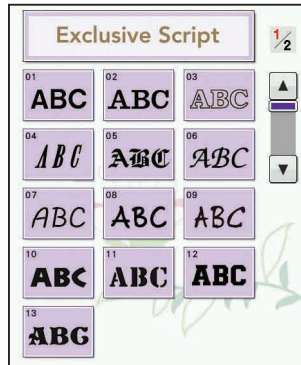 Exclusive Script
1/2
01 ABC
02 ABC
03 ABC
04 ABC
05 ABC
06 ABC
07 ABC
08 ABC
09 ABC
10 ABC
11 ABC
12 ABC
13 ABC